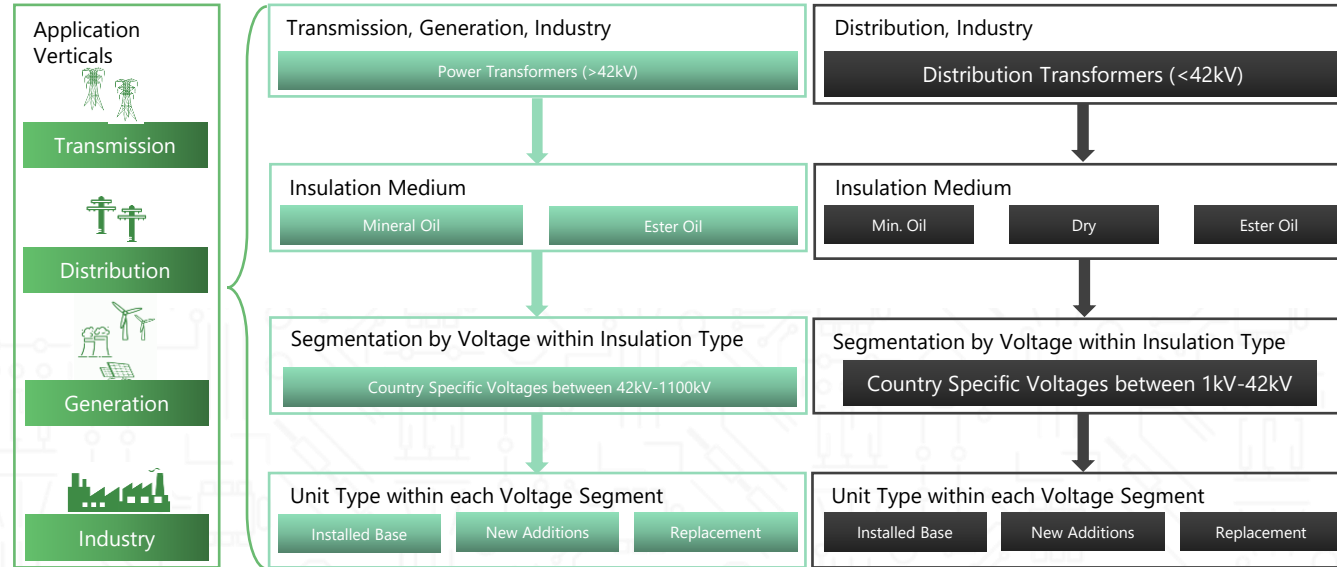 Application
Verticals
Transmission
Distribution
Generation
Industry
Transmission, Generation, Industry
Power Transformers (>42kV)
Insulation Medium
Mineral Oil
Ester Oil
Segmentation by Voltage within Insulation Type
Country Specific Voltages between 42kV-1100kV
Unit Type within each Voltage Segment
Installed Base
New Additions
Replacement
Distribution, Industry
Distribution Transformers (<42kV)
Insulation Medium
Min. Oil
Dry
Ester Oil
Segmentation by Voltage within Insulation Type
Country Specific Voltages between 1kV-42kV
Unit Type within each Voltage Segment
Installed Base
New Additions
Replacement